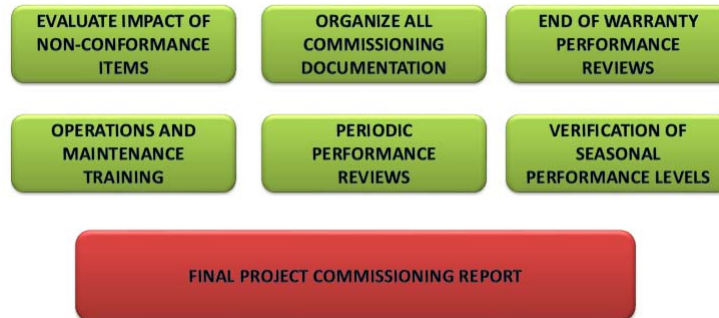 EVALUATE IMPACT OF
NON-CONFORMANCE
ITEMS
ORGANIZE ALL
COMMISSIONING
DOCUMENTATION
END OF WARRANTY
PERFORMANCE
REVIEWS
OPERATIONS AND
MAINTENANCE
TRAINING
PERIODIC
PERFORMANCE
REVIEWS
VERIFICATION OF
SEASONAL
PERFORMANCE LEVELS
FINAL PROJECT COMMISSIONING REPORT